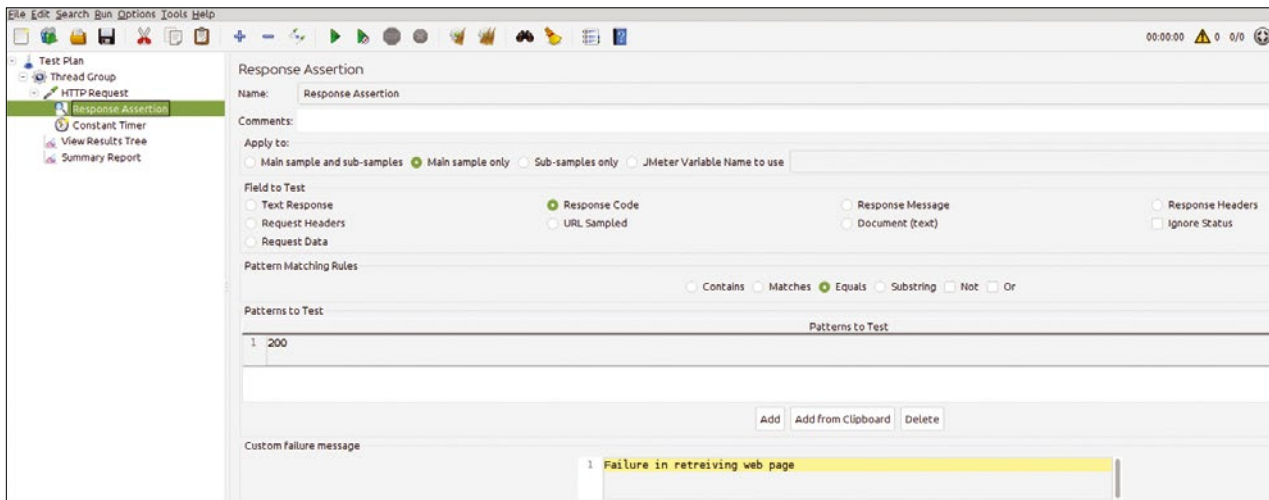 File Edit Search Run Options Tools Help
00:00:00 0 0/0
Test Plan
Thread Group
HTTP Request
Response Assertion
Constant Timer
View Results Tree
Summary Report
Response Assertion
Name: Response Assertion
Comments:
Apply to:
Main sample and sub-samples Main sample only Sub-samples only JMeter Variable Name to use
Field to Test
Text Response Response Code Response Message Response Headers
Request Headers URL Sampled Document (text) Ignore Status
Request Data
Pattern Matching Rules
Contains Matches Equals Substring Not Or
Patterns to Test
Patterns to Test
1 200
Add Add from Clipboard Delete
Custom failure message
1 Failure in retreiving web page